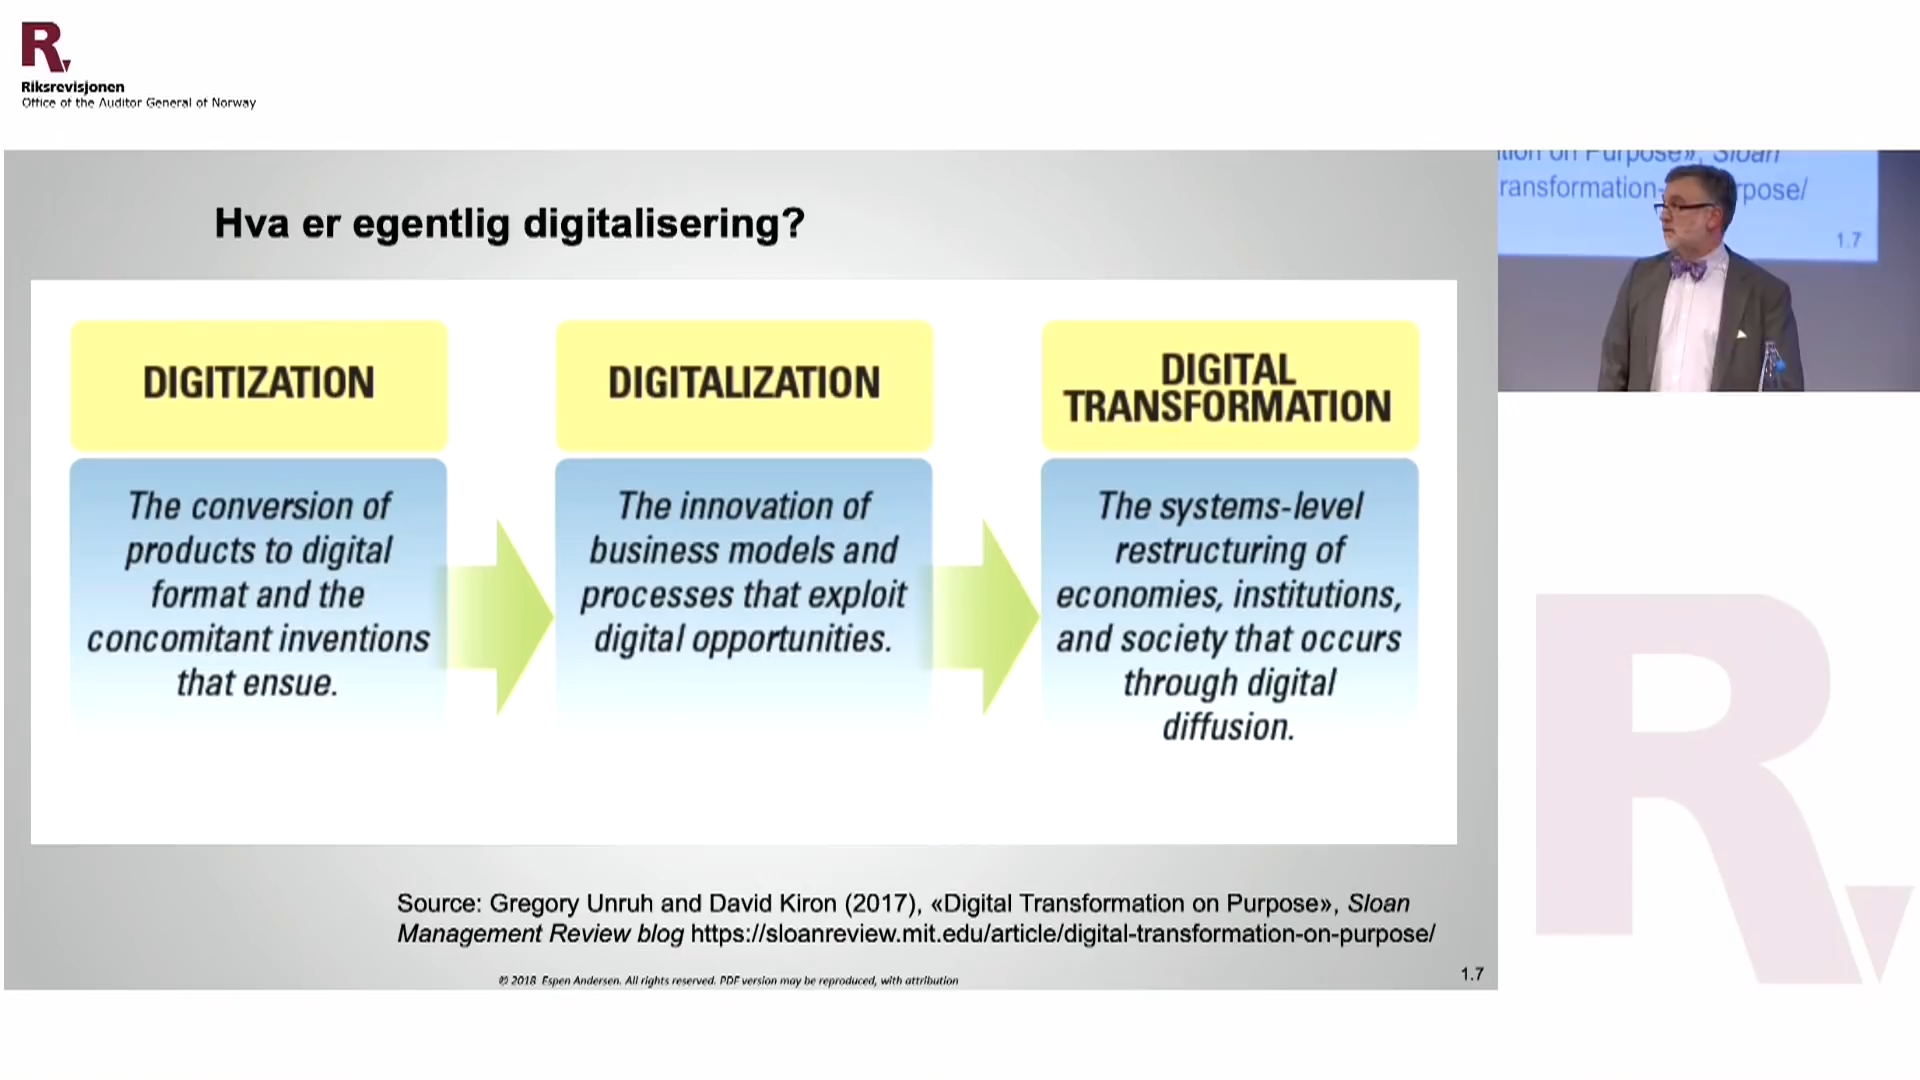 R
Riksrevisjonen
Office of the Auditor General of Norway
Hva er egentlig digitalisering?
DIGITIZATION
The conversion of
products to digital
format and the
concomitant inventions
that ensue.
DIGITALIZATION
The innovation of
business models and
processes that exploit
digital opportunities.
DIGITAL
TRANSFORMATION
The systems-level
restructuring of
economies, institutions,
and society that occurs
through digital
diffusion.
Source: Gregory Unruh and David Kiron (2017), «Digital Transformation on Purpose», Sloan
Management Review blog https://sloanreview.mit.edu/article/digital-transformation-on-purpose/
© 2018 Espen Andersen. All rights reserved. PDF version may be reproduced, with attribution
1.7
on Purpose», Sloan
ransformation- rpose/
1.7
R